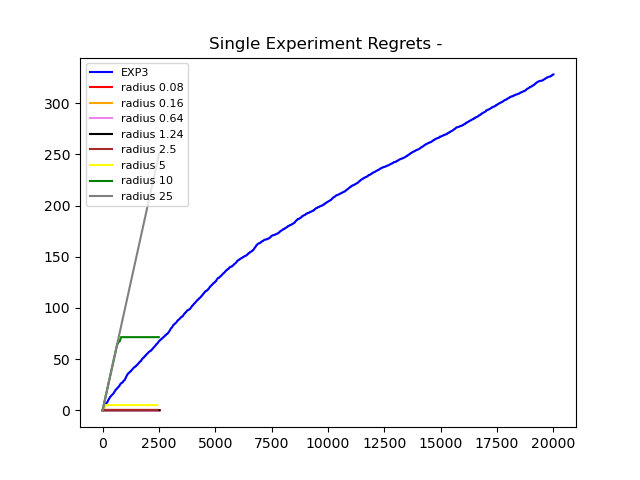 Single Experiment Regrets -
EXP3
radius 0.08
radius 0.16
radius 0.64
radius 1.24
radius 2.5
radius 5
radius 10
radius 25
300
250
200
150
100
50
0
0 2500 5000 7500 10000 12500 15000 17500 20000